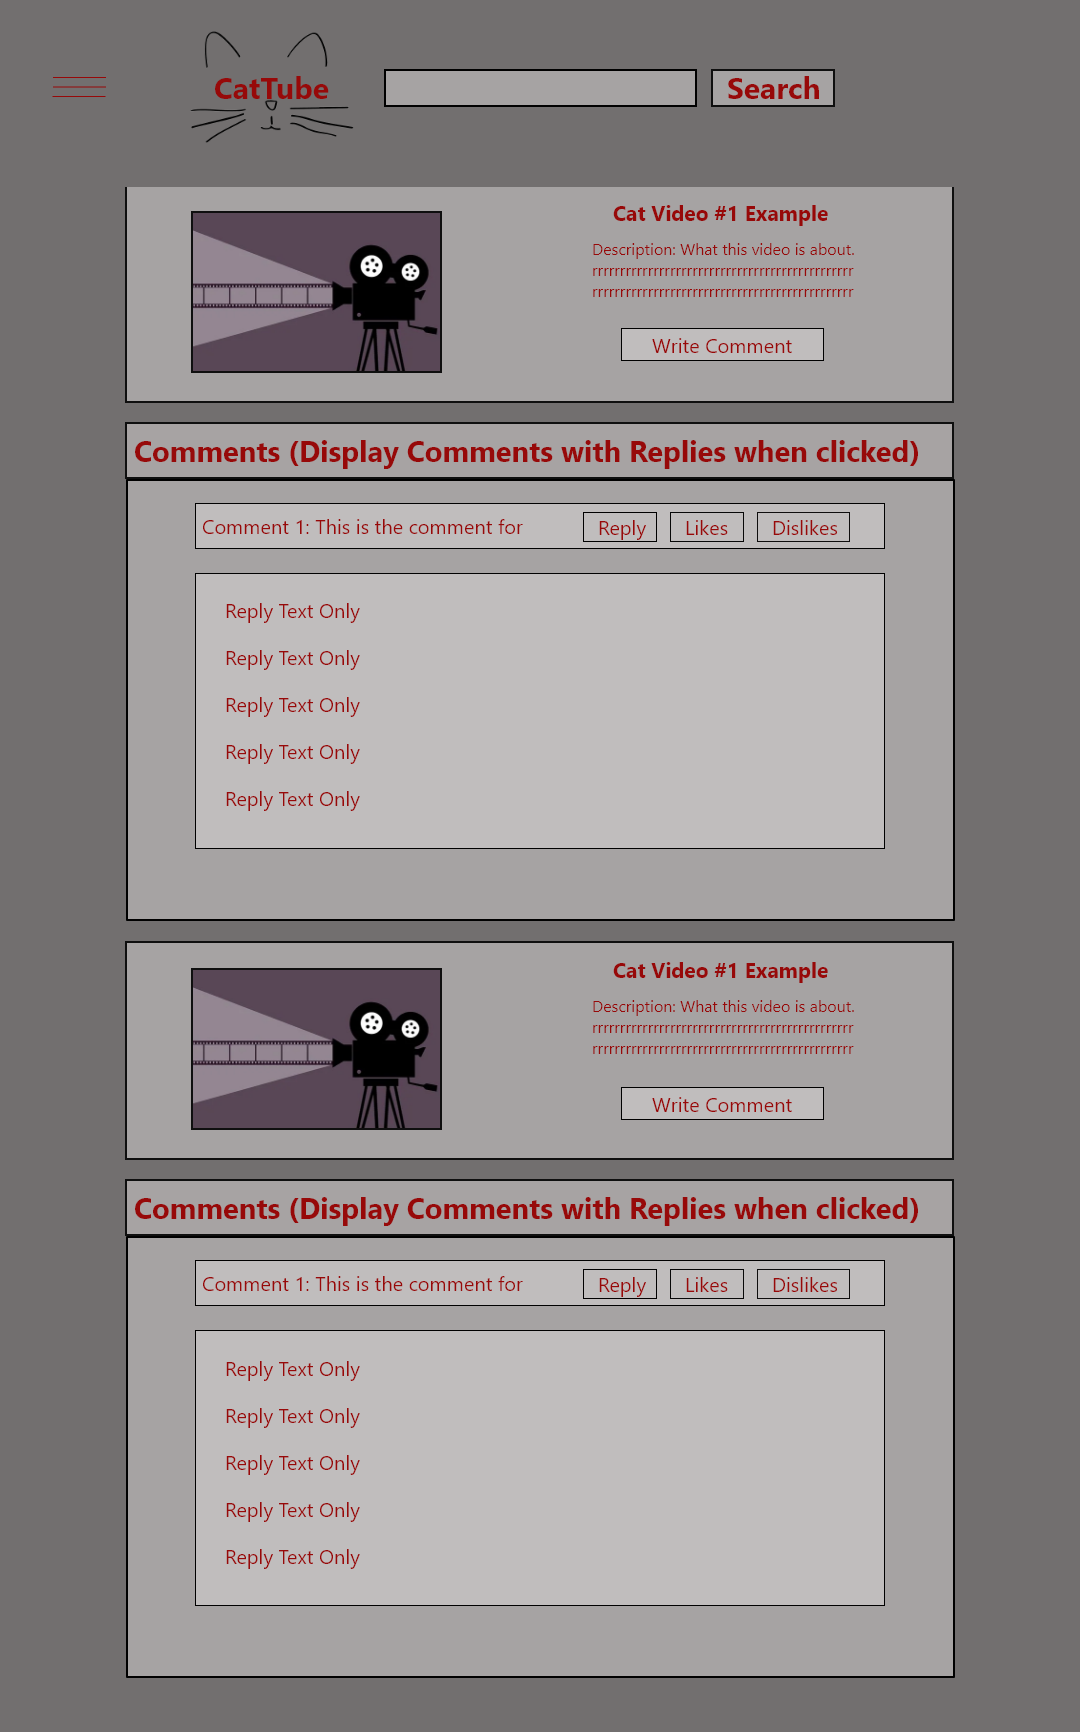 CatTube
Search
Cat Video #1 Example
Description: What this video is about.
rrrrrrrrrrrrrrrrrrrrrrrrrrrrrrrrrrrrrrrrrrrrrrr
rrrrrrrrrrrrrrrrrrrrrrrrrrrrrrrrrrrrrrrrrrrrrrr
Write Comment
Comments (Display Comments with Replies when clicked)
Comment 1: This is the comment for
Reply
Likes
Dislikes
Reply Text Only
Reply Text Only
Reply Text Only
Reply Text Only
Reply Text Only
Cat Video #1 Example
Description: What this video is about.
rrrrrrrrrrrrrrrrrrrrrrrrrrrrrrrrrrrrrrrrrrrrrrr
rrrrrrrrrrrrrrrrrrrrrrrrrrrrrrrrrrrrrrrrrrrrrrr
Write Comment
Comments (Display Comments with Replies when clicked)
Comment 1: This is the comment for
Reply
Likes
Dislikes
Reply Text Only
Reply Text Only
Reply Text Only
Reply Text Only
Reply Text Only